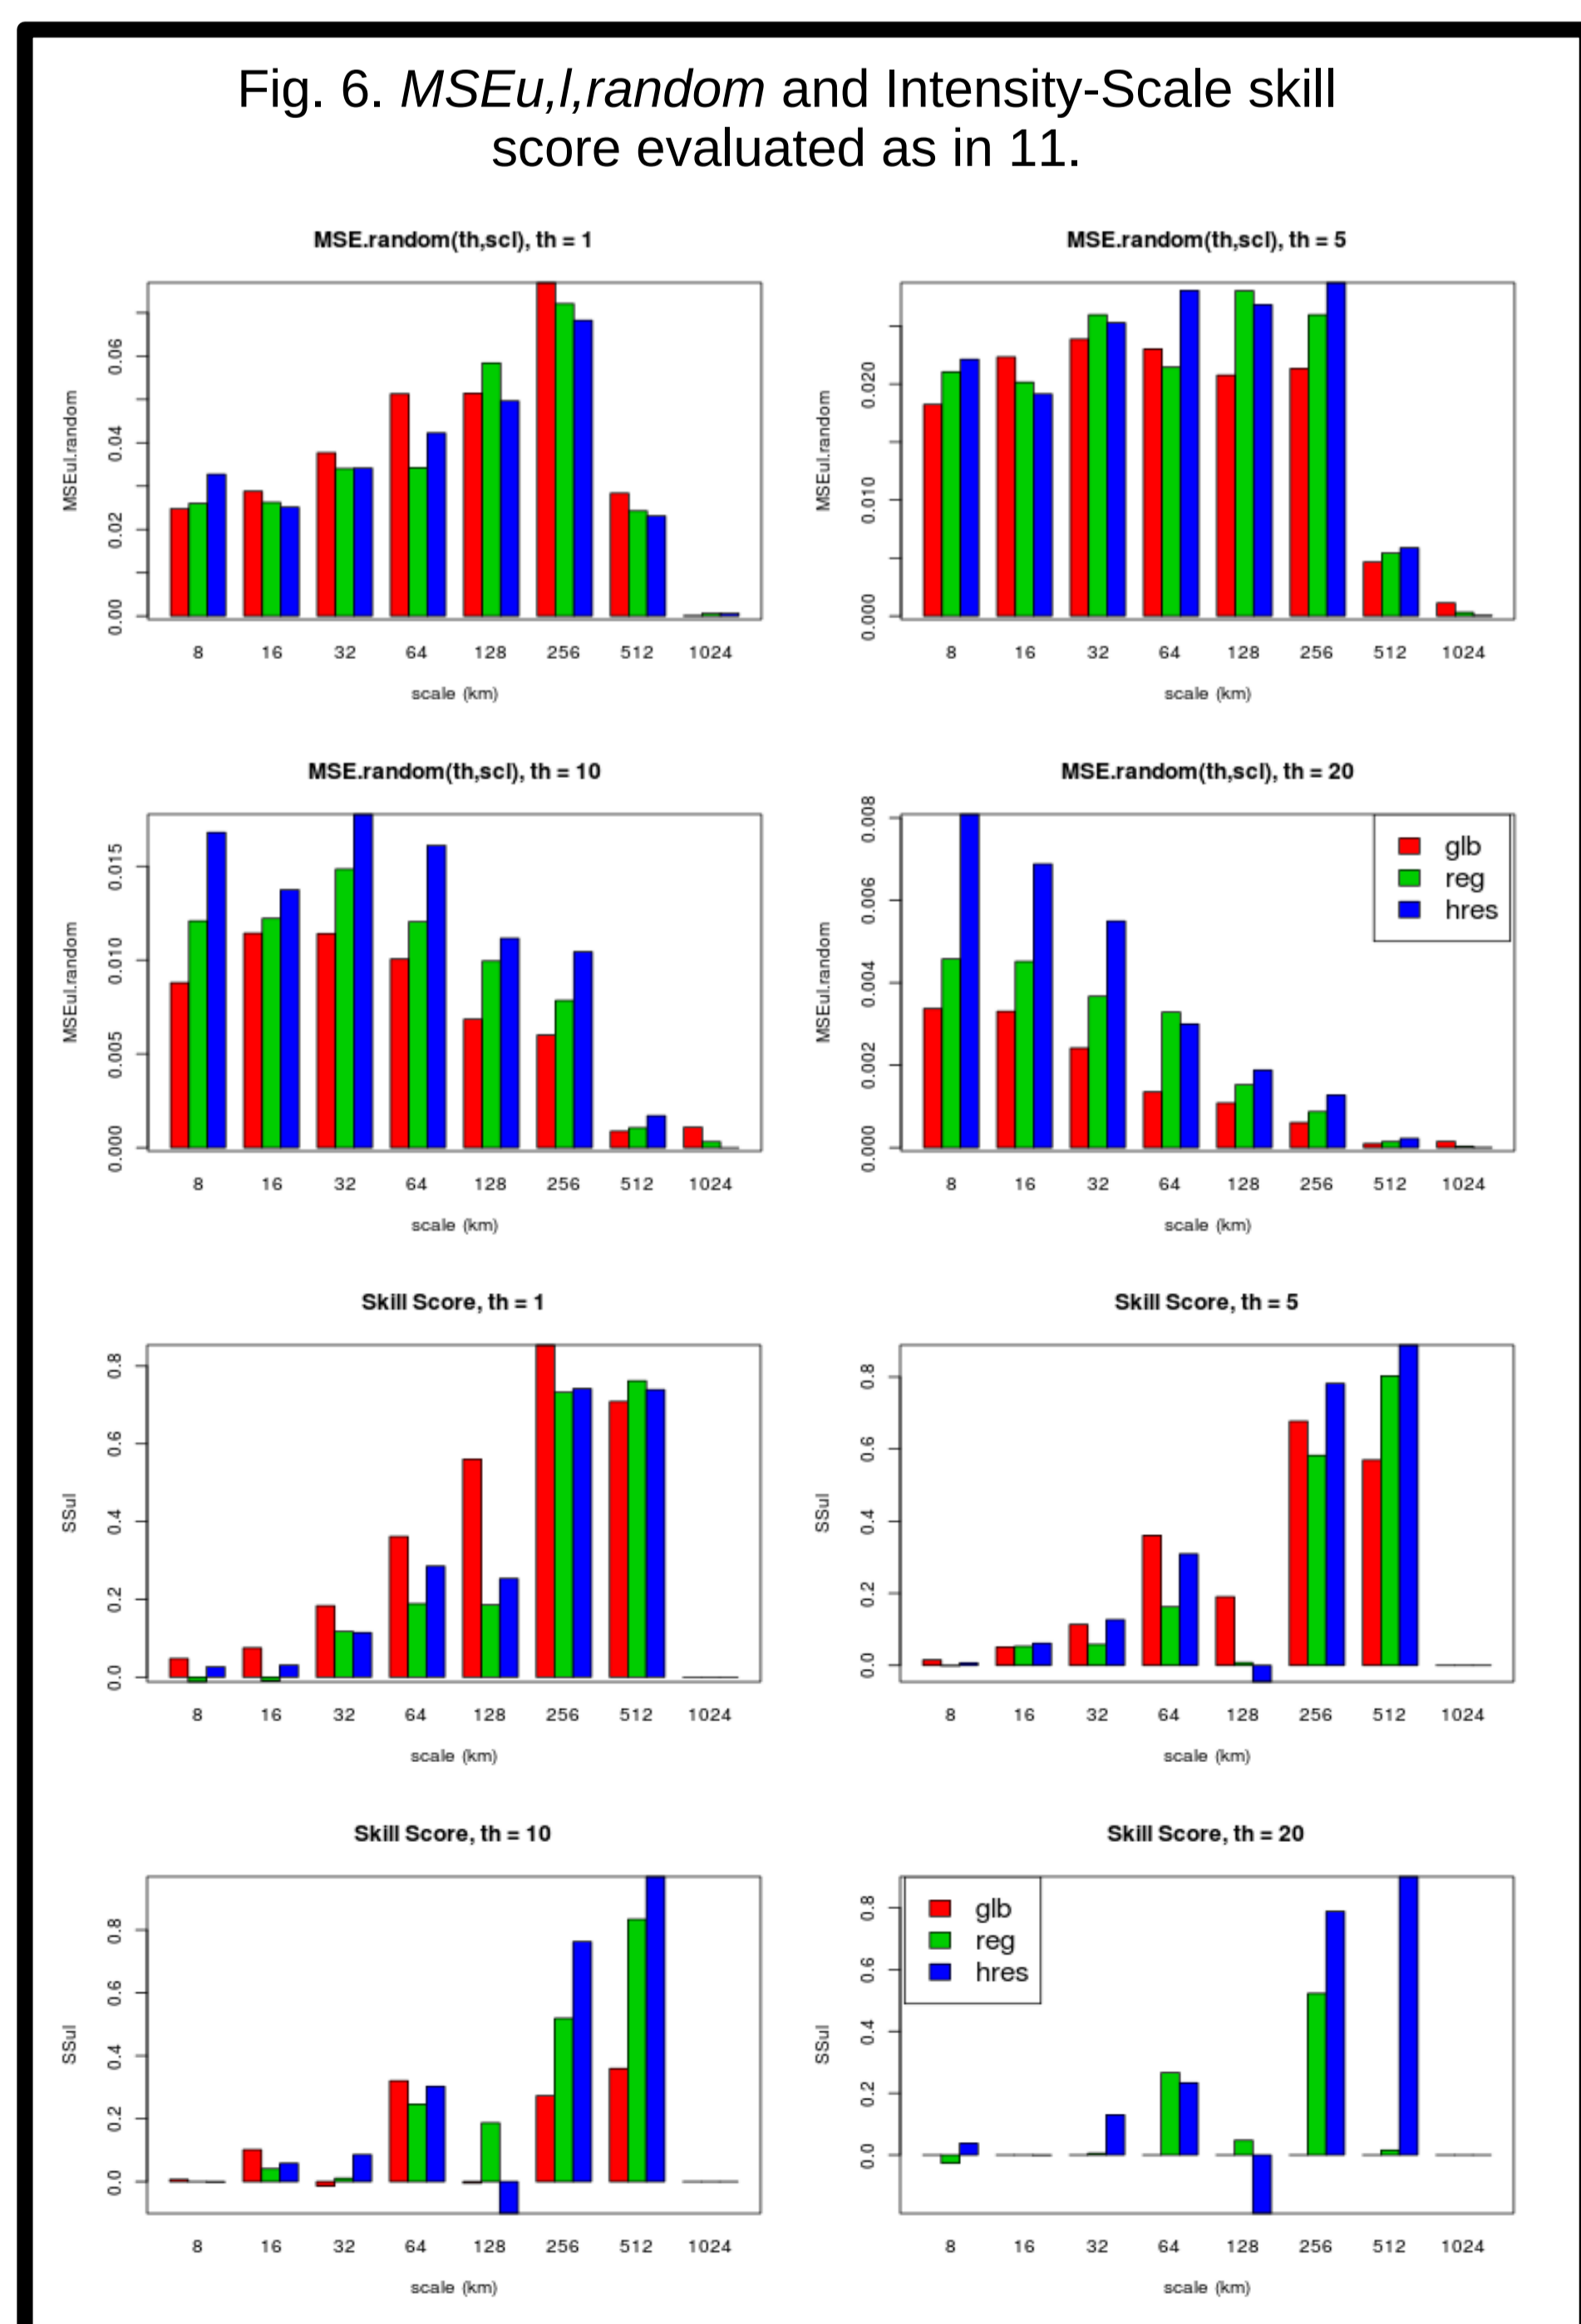 Fig. 6. MSEu,l,random and Intensity-Scale skill
score evaluated as in 11.
MSE.random(th,scl), th = 1
MSEul.random
0.00 0.02 0.04 0.06
8 16 32 64 128 256 512 1024
scale (km)
MSE.random(th,scl), th = 5
MSEul.random
0.000 0.010 0.020
8 16 32 64 128 256 512 1024
scale (km)
MSE.random(th,scl), th = 10
MSEul.random
0.000 0.005 0.010 0.015
8 16 32 64 128 256 512 1024
scale (km)
MSE.random(th,scl), th = 20
MSEul.random
0.000 0.002 0.004 0.006 0.008
glb
reg
hres
8 16 32 64 128 256 512 1024
scale (km)
Skill Score, th = 1
SSul
0.0 0.2 0.4 0.6 0.8
8 16 32 64 128 256 512 1024
scale (km)
Skill Score, th = 5
SSul
0.0 0.2 0.4 0.6 0.8
8 16 32 64 128 256 512 1024
scale (km)
Skill Score, th = 10
SSul
0.0 0.2 0.4 0.6 0.8
8 16 32 64 128 256 512 1024
scale (km)
Skill Score, th = 20
SSul
0.0 0.2 0.4 0.6 0.8
glb
reg
hres
8 16 32 64 128 256 512 1024
scale (km)